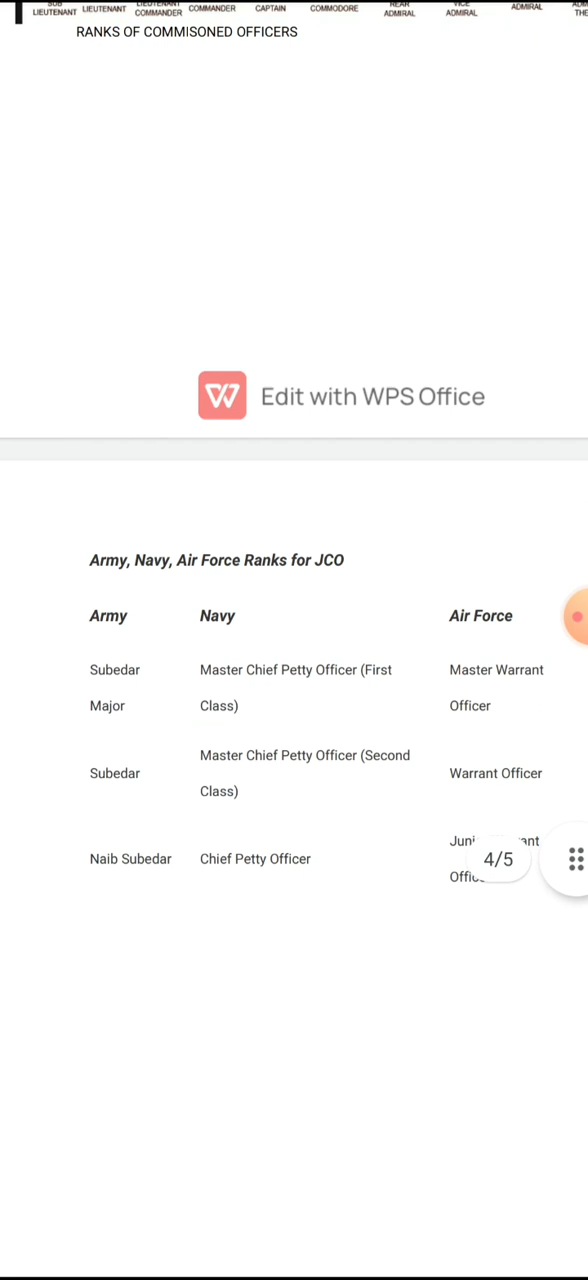 SUB LIEUTENANT LIEUTENANT LIEUTENANT COMMANDER COMMANDER CAPTAIN COMMODORE REAR ADMIRAL VICE ADMIRAL ADMIRAL
RANKS OF COMMISONED OFFICERS
Edit with WPS Office
Army, Navy, Air Force Ranks for JCO
Army Navy Air Force
Subedar Master Chief Petty Officer (First Master Warrant
Major Class) Officer
Master Chief Petty Officer (Second
Subedar Warrant Officer
Class)
Naib Subedar Chief Petty Officer
4/5